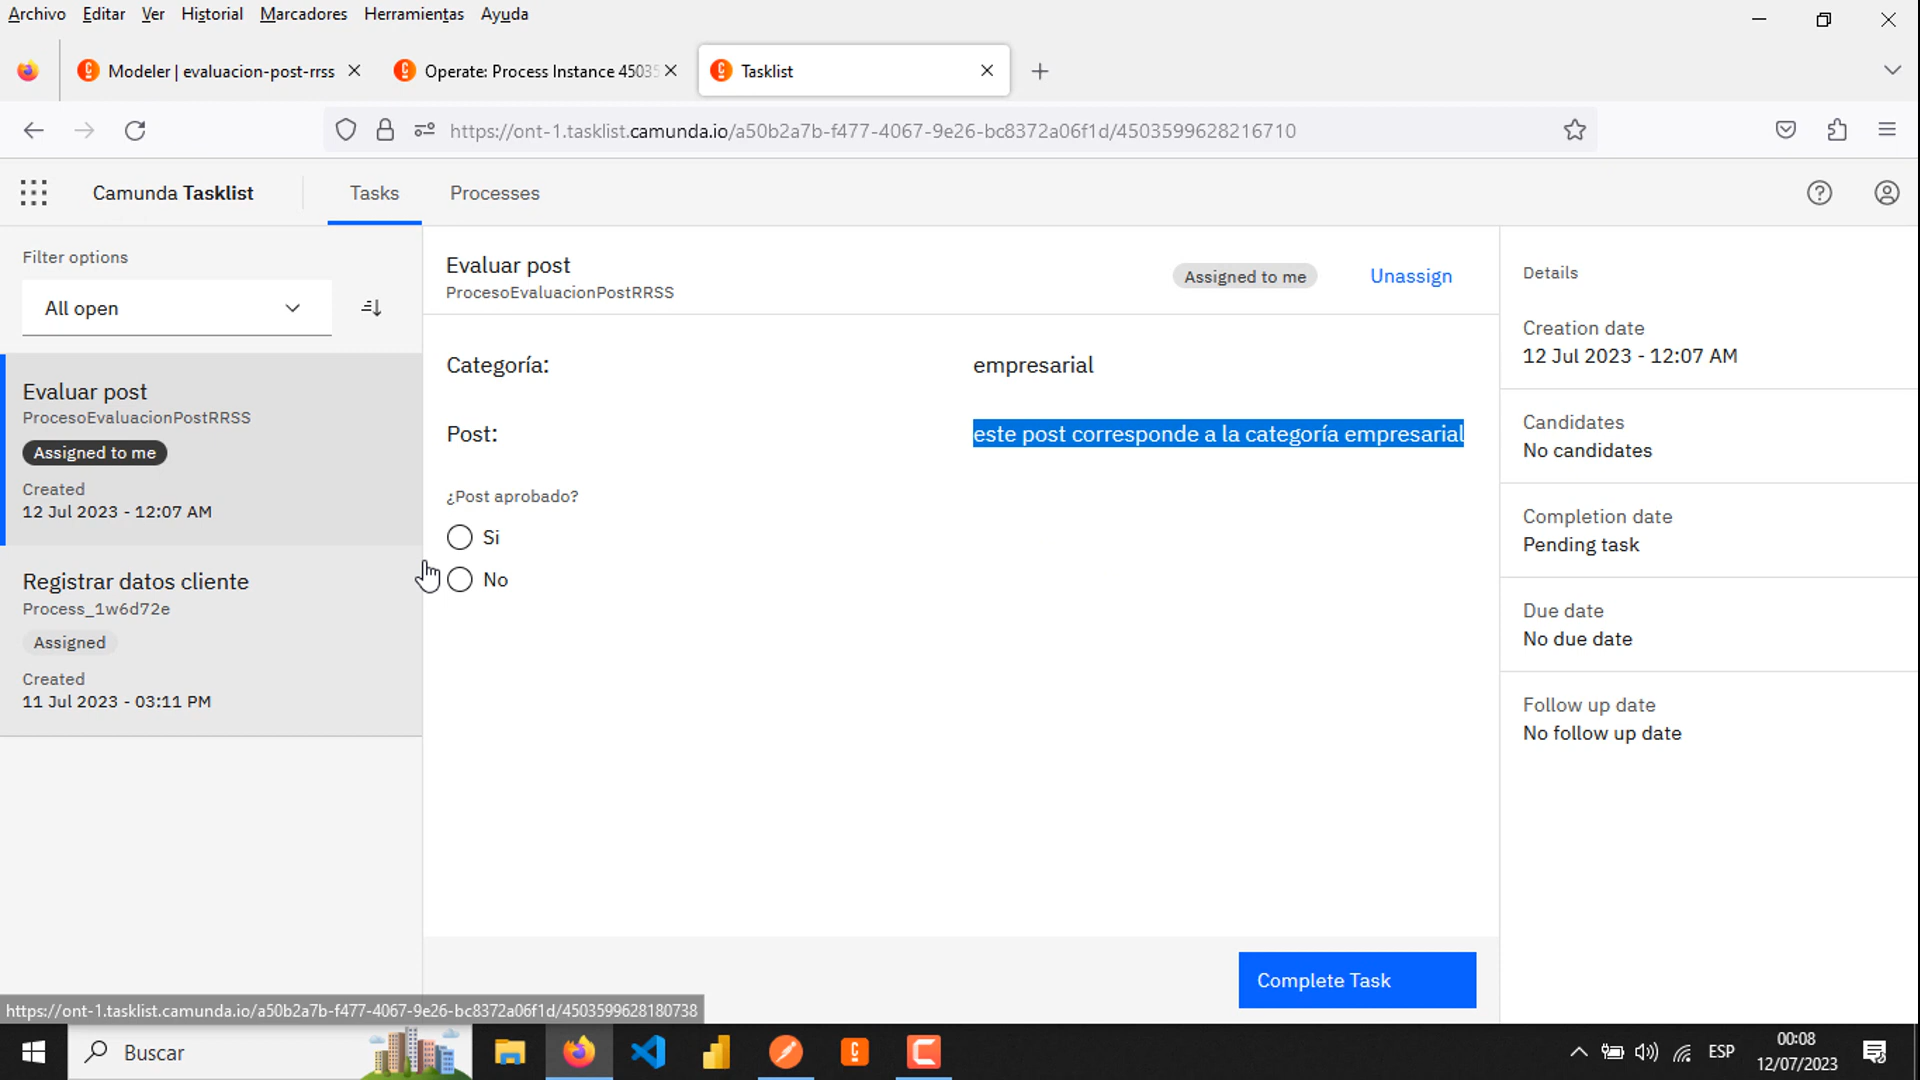 Archivo Editar Ver Historial Marcadores Herramientas Ayuda
Modeler | evaluacion-post-rrss
Operate: Process Instance 45035
Tasklist
https://ont-1.tasklist.camunda.io/a50b2a7b-f477-4067-9e26-bc8372a06f1d/4503599628216710
Camunda Tasklist
Tasks
Processes
Filter options
All open
Evaluar post
ProcesoEvaluacionPostRRSS
Assigned to me
Created
12 Jul 2023 - 12:07 AM
Registrar datos cliente
Process_1w6d72e
Assigned
Created
11 Jul 2023 - 03:11 PM
Evaluar post
ProcesoEvaluacionPostRRSS
Assigned to me
Unassign
Categoría: empresarial
Post: este post corresponde a la categoría empresarial
¿Post aprobado?
Si
No
Complete Task
Details
Creation date
12 Jul 2023 - 12:07 AM
Candidates
No candidates
Completion date
Pending task
Due date
No due date
Follow up date
No follow up date
https://ont-1.tasklist.camunda.io/a50b2a7b-f477-4067-9e26-bc8372a06f1d/4503599628180738
Buscar
ESP
00:08
12/07/2023